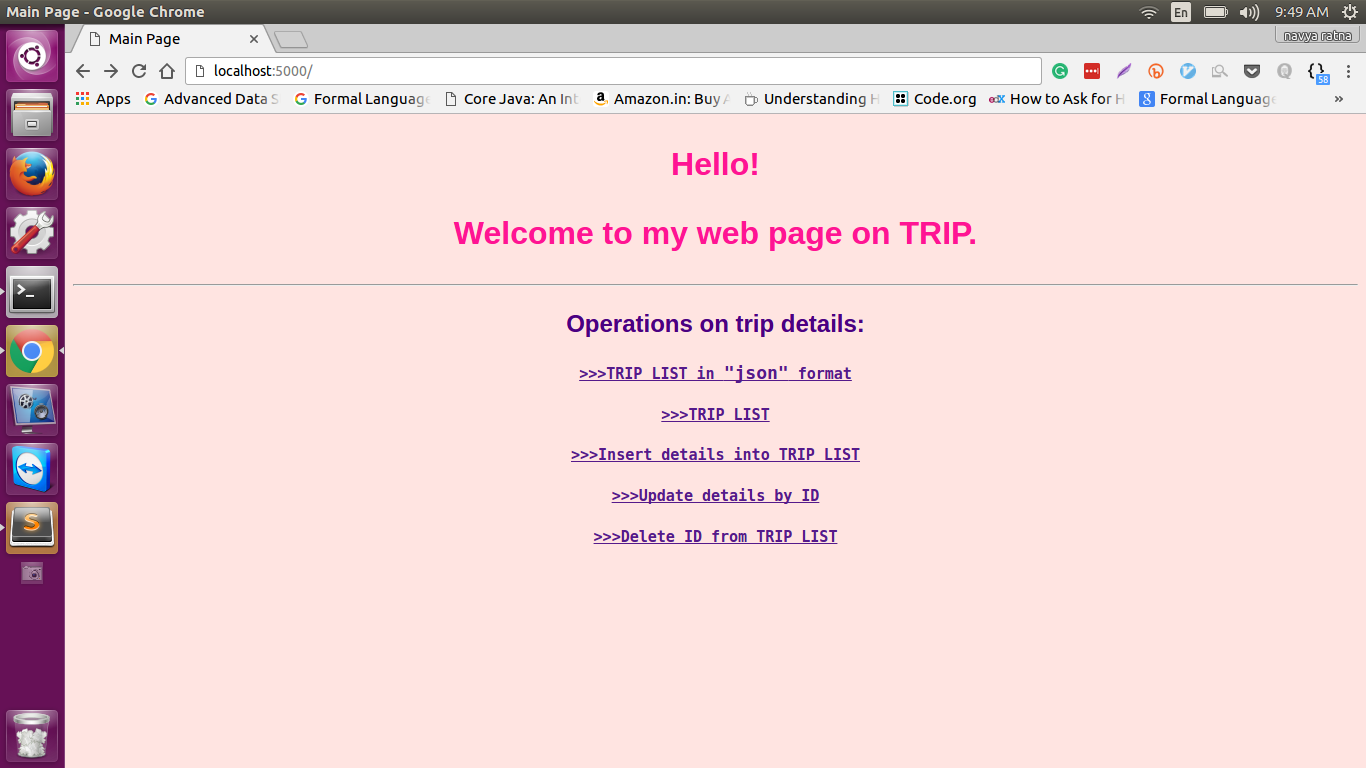 Main Page - Google Chrome
En
9:49 AM
Main Page
navya ratna
localhost:5000/
58
Apps
Advanced Data S
Formal Language
Core Java: An Int
Amazon.in: Buy A
Understanding H
Code.org
edX
How to Ask for H
Formal Language
»
Hello!
Welcome to my web page on TRIP.
Operations on trip details:
>>>TRIP LIST in "json" format
>>>TRIP LIST
>>>Insert details into TRIP LIST
>>>Update details by ID
>>>Delete ID from TRIP LIST